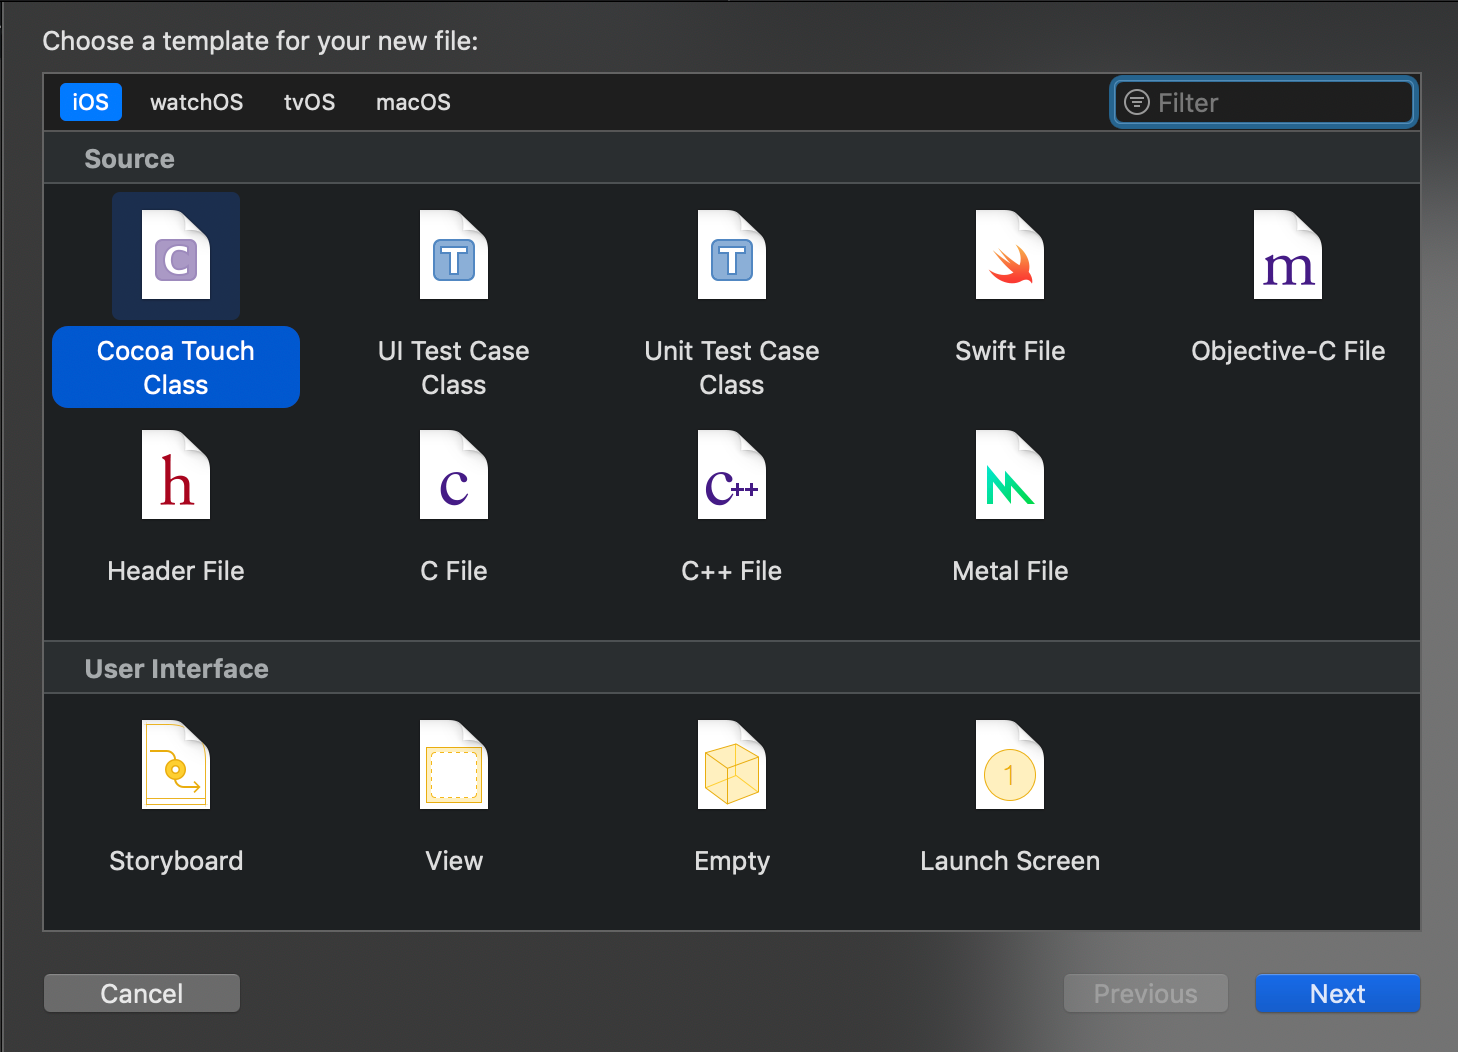 Choose a template for your new file:
iOS watchOS tvOS macOS Filter
Source
C T T m
Cocoa Touch Class
UI Test Case Class
Unit Test Case Class
Swift File
Objective-C File
h c c++
Header File
C File
C++ File
Metal File
User Interface
1
Storyboard
View
Empty
Launch Screen
Cancel Previous Next